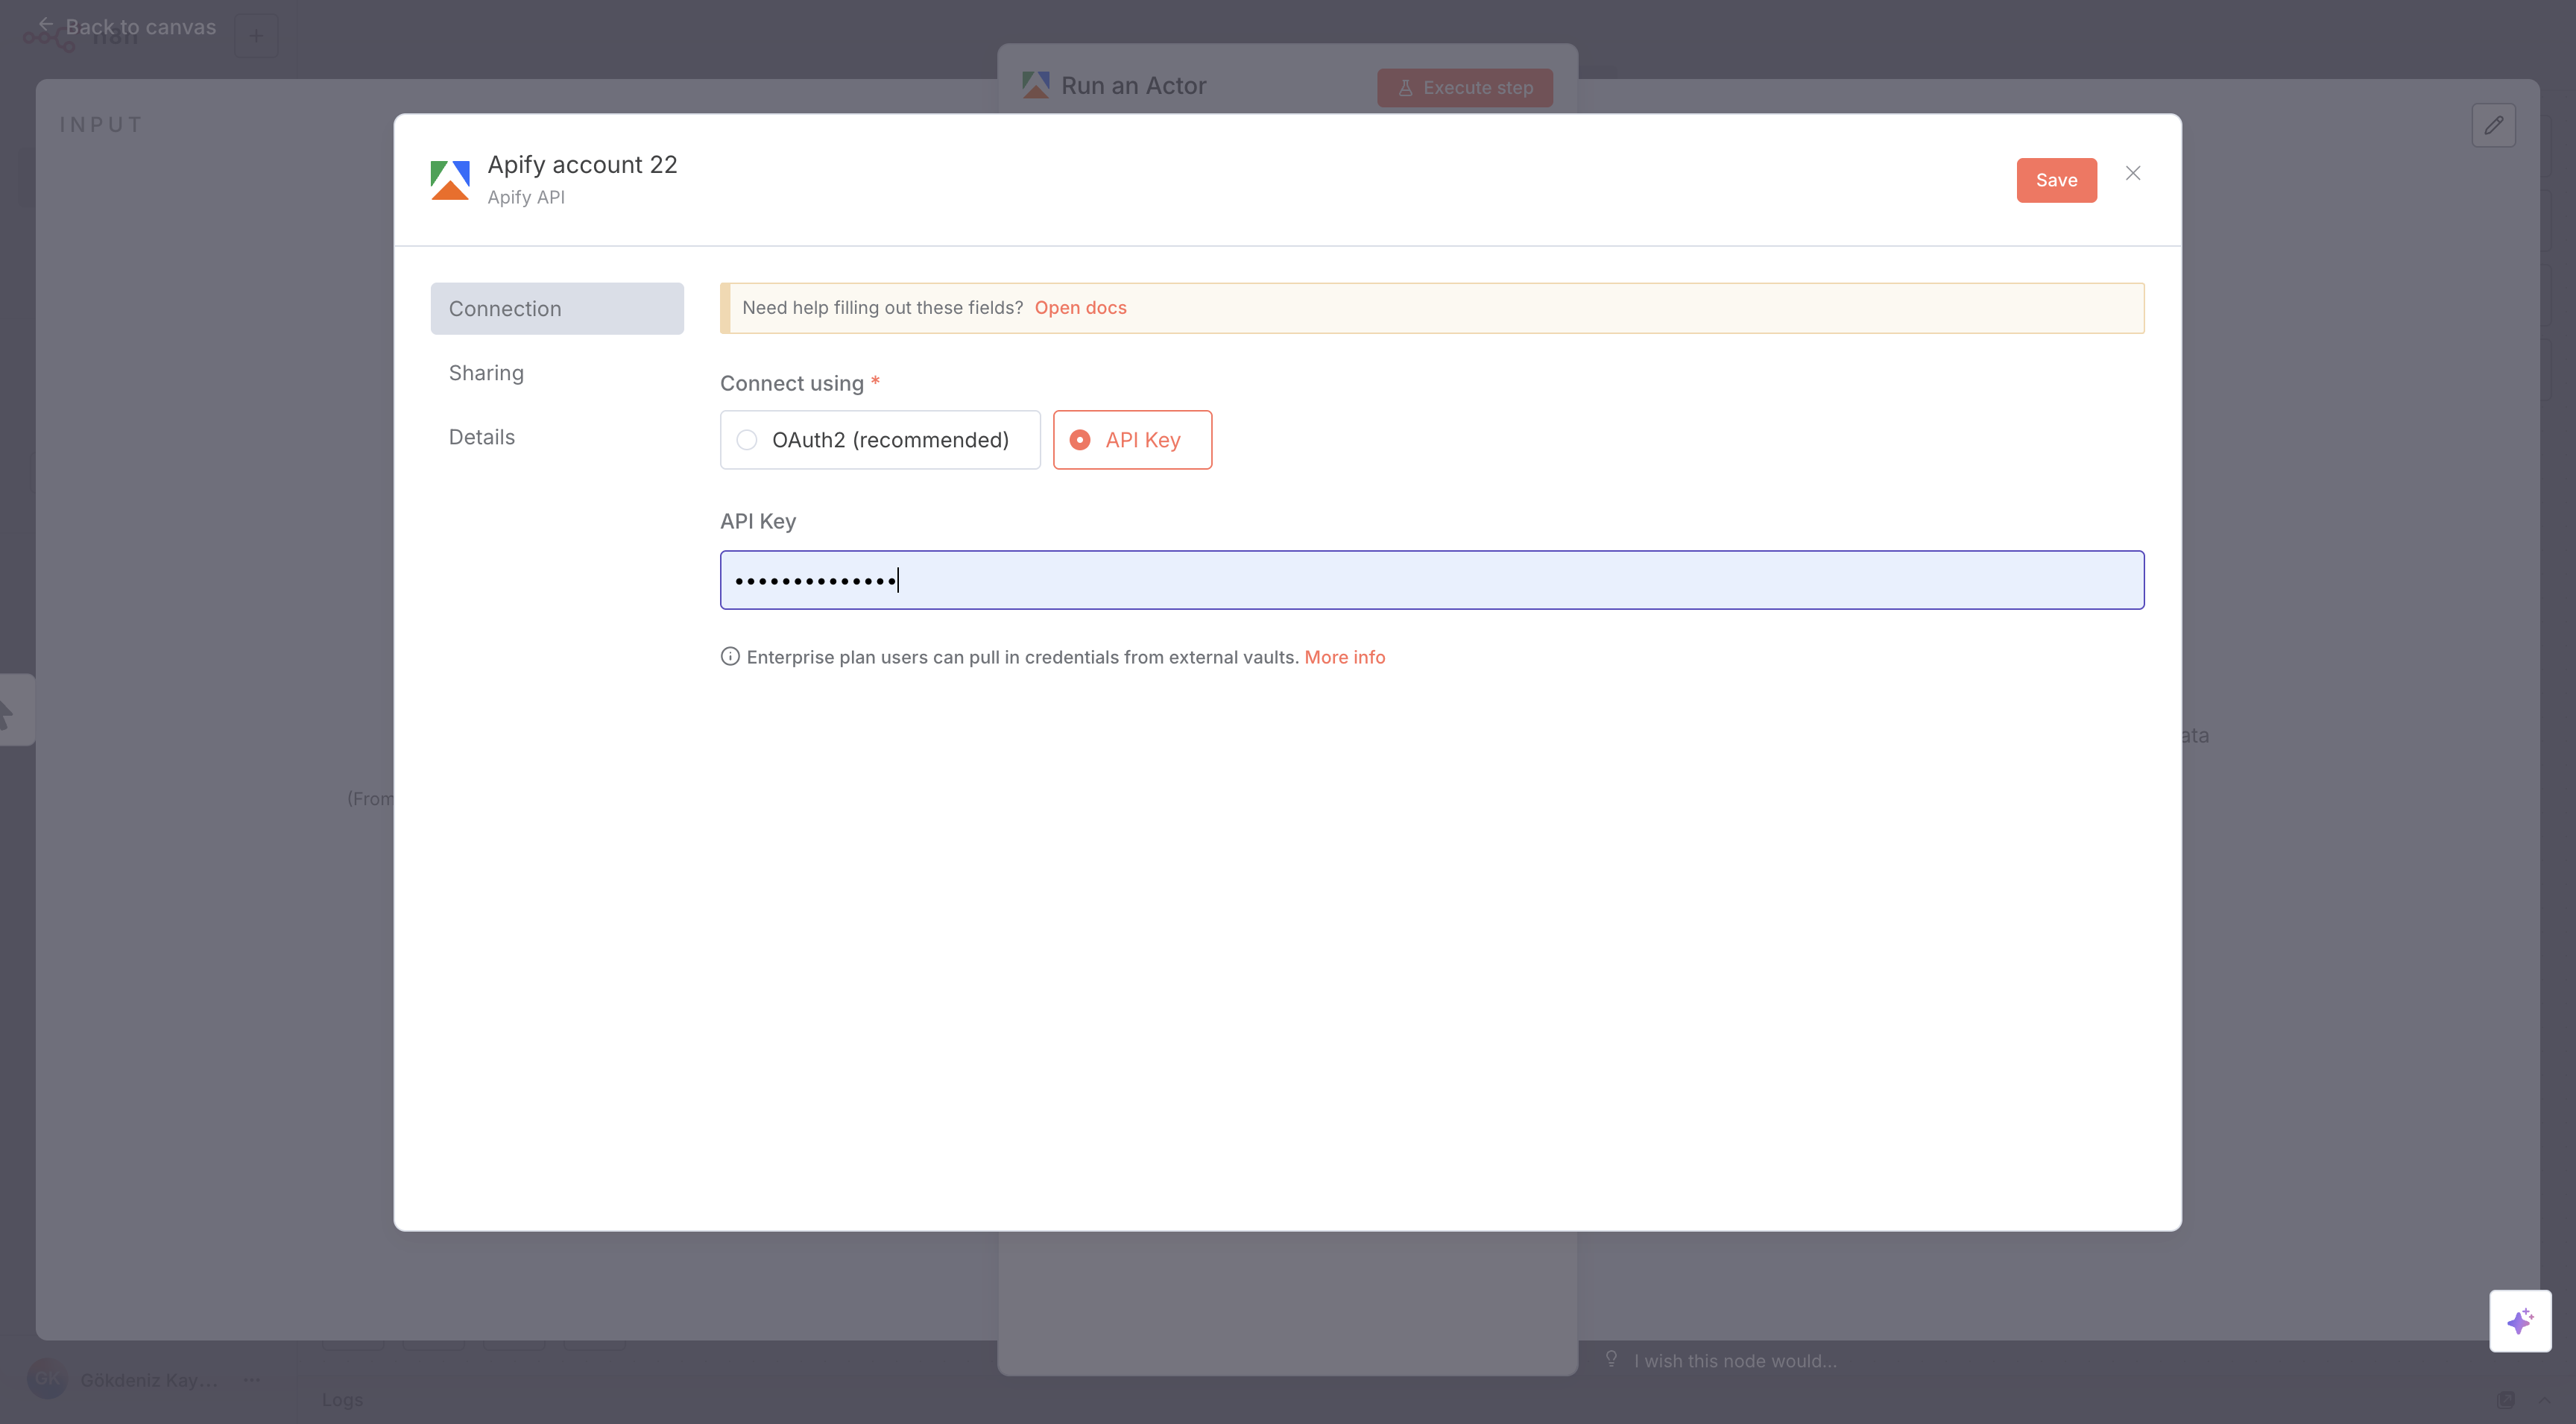 Back to canvas
n8n
Run an Actor
Execute step
INPUT
Apify account 22
Apify API
Save
Connection
Sharing
Details
Need help filling out these fields? Open docs
Connect using *
OAuth2 (recommended)
API Key
API Key
••••••••••••••
Enterprise plan users can pull in credentials from external vaults. More info
ata
(From
I wish this node would...
GK
Gökdeniz Kay...
Logs